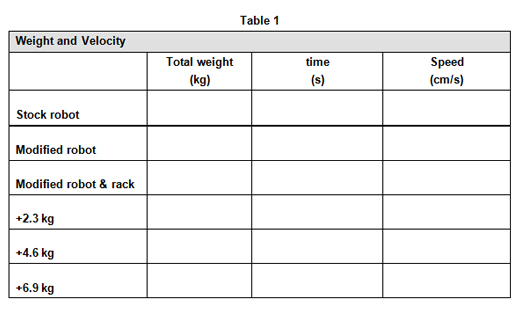 Table 1
Weight and Velocity
Total weight time Speed
(kg) (s) (cm/s)
Stock robot
Modified robot
Modified robot & rack
+2.3 kg
+4.6 kg
+6.9 kg